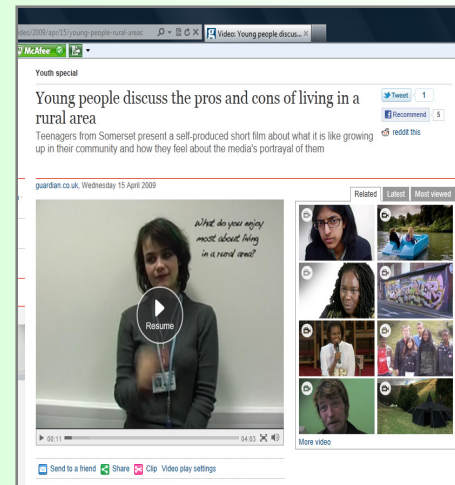 ideo/2009/apr/15/young-people-rural-areas
Video: Young people discus...
McAfee
Youth special
Young people discuss the pros and cons of living in a
rural area
Teenagers from Somerset present a self-produced short film about what it is like growing
up in their community and how they feel about the media's portrayal of them
Tweet 1
Recommend 5
reddit this
guardian.co.uk, Wednesday 15 April 2009
Related Latest Most viewed
What do you enjoy
most about living
in a rural area?
Resume
00:11 04:03
More video
Send to a friend Share Clip Video play settings